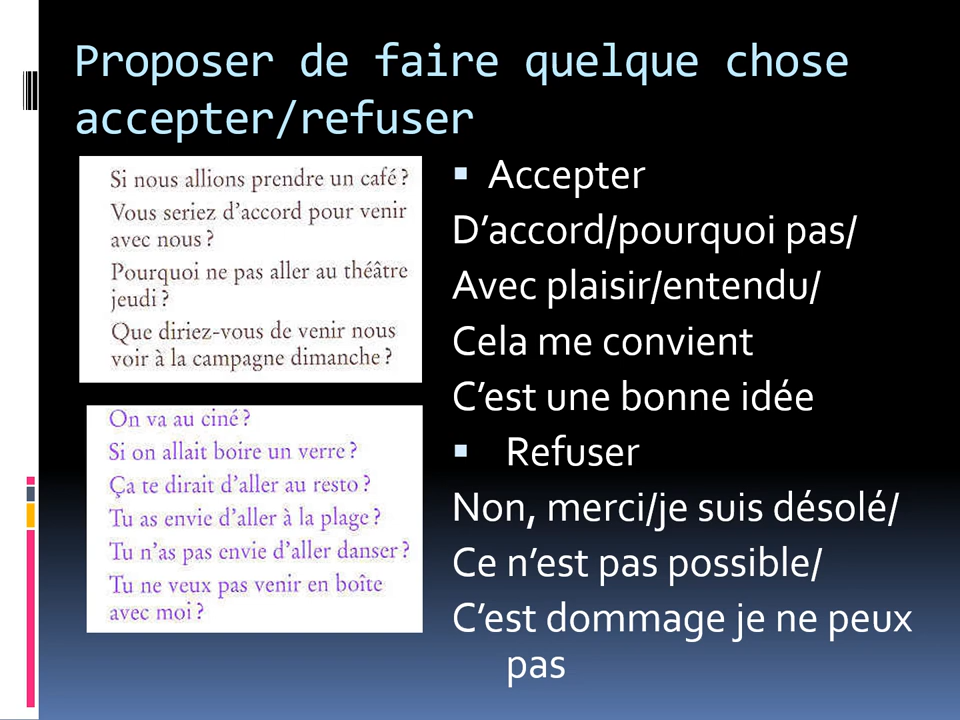 Proposer de faire quelque chose
accepter/refuser
Si nous allions prendre un café ?
Vous seriez d'accord pour venir
avec nous ?
Pourquoi ne pas aller au théâtre
jeudi ?
Que diriez-vous de venir nous
voir à la campagne dimanche ?
On va au ciné ?
Si on allait boire un verre ?
Ça te dirait d'aller au resto ?
Tu as envie d'aller à la plage ?
Tu n'as pas envie d'aller danser ?
Tu ne veux pas venir en boîte
avec moi ?
Accepter
D’accord/pourquoi pas/
Avec plaisir/entendu/
Cela me convient
C’est une bonne idée
Refuser
Non, merci/je suis désolé/
Ce n’est pas possible/
C’est dommage je ne peux
pas